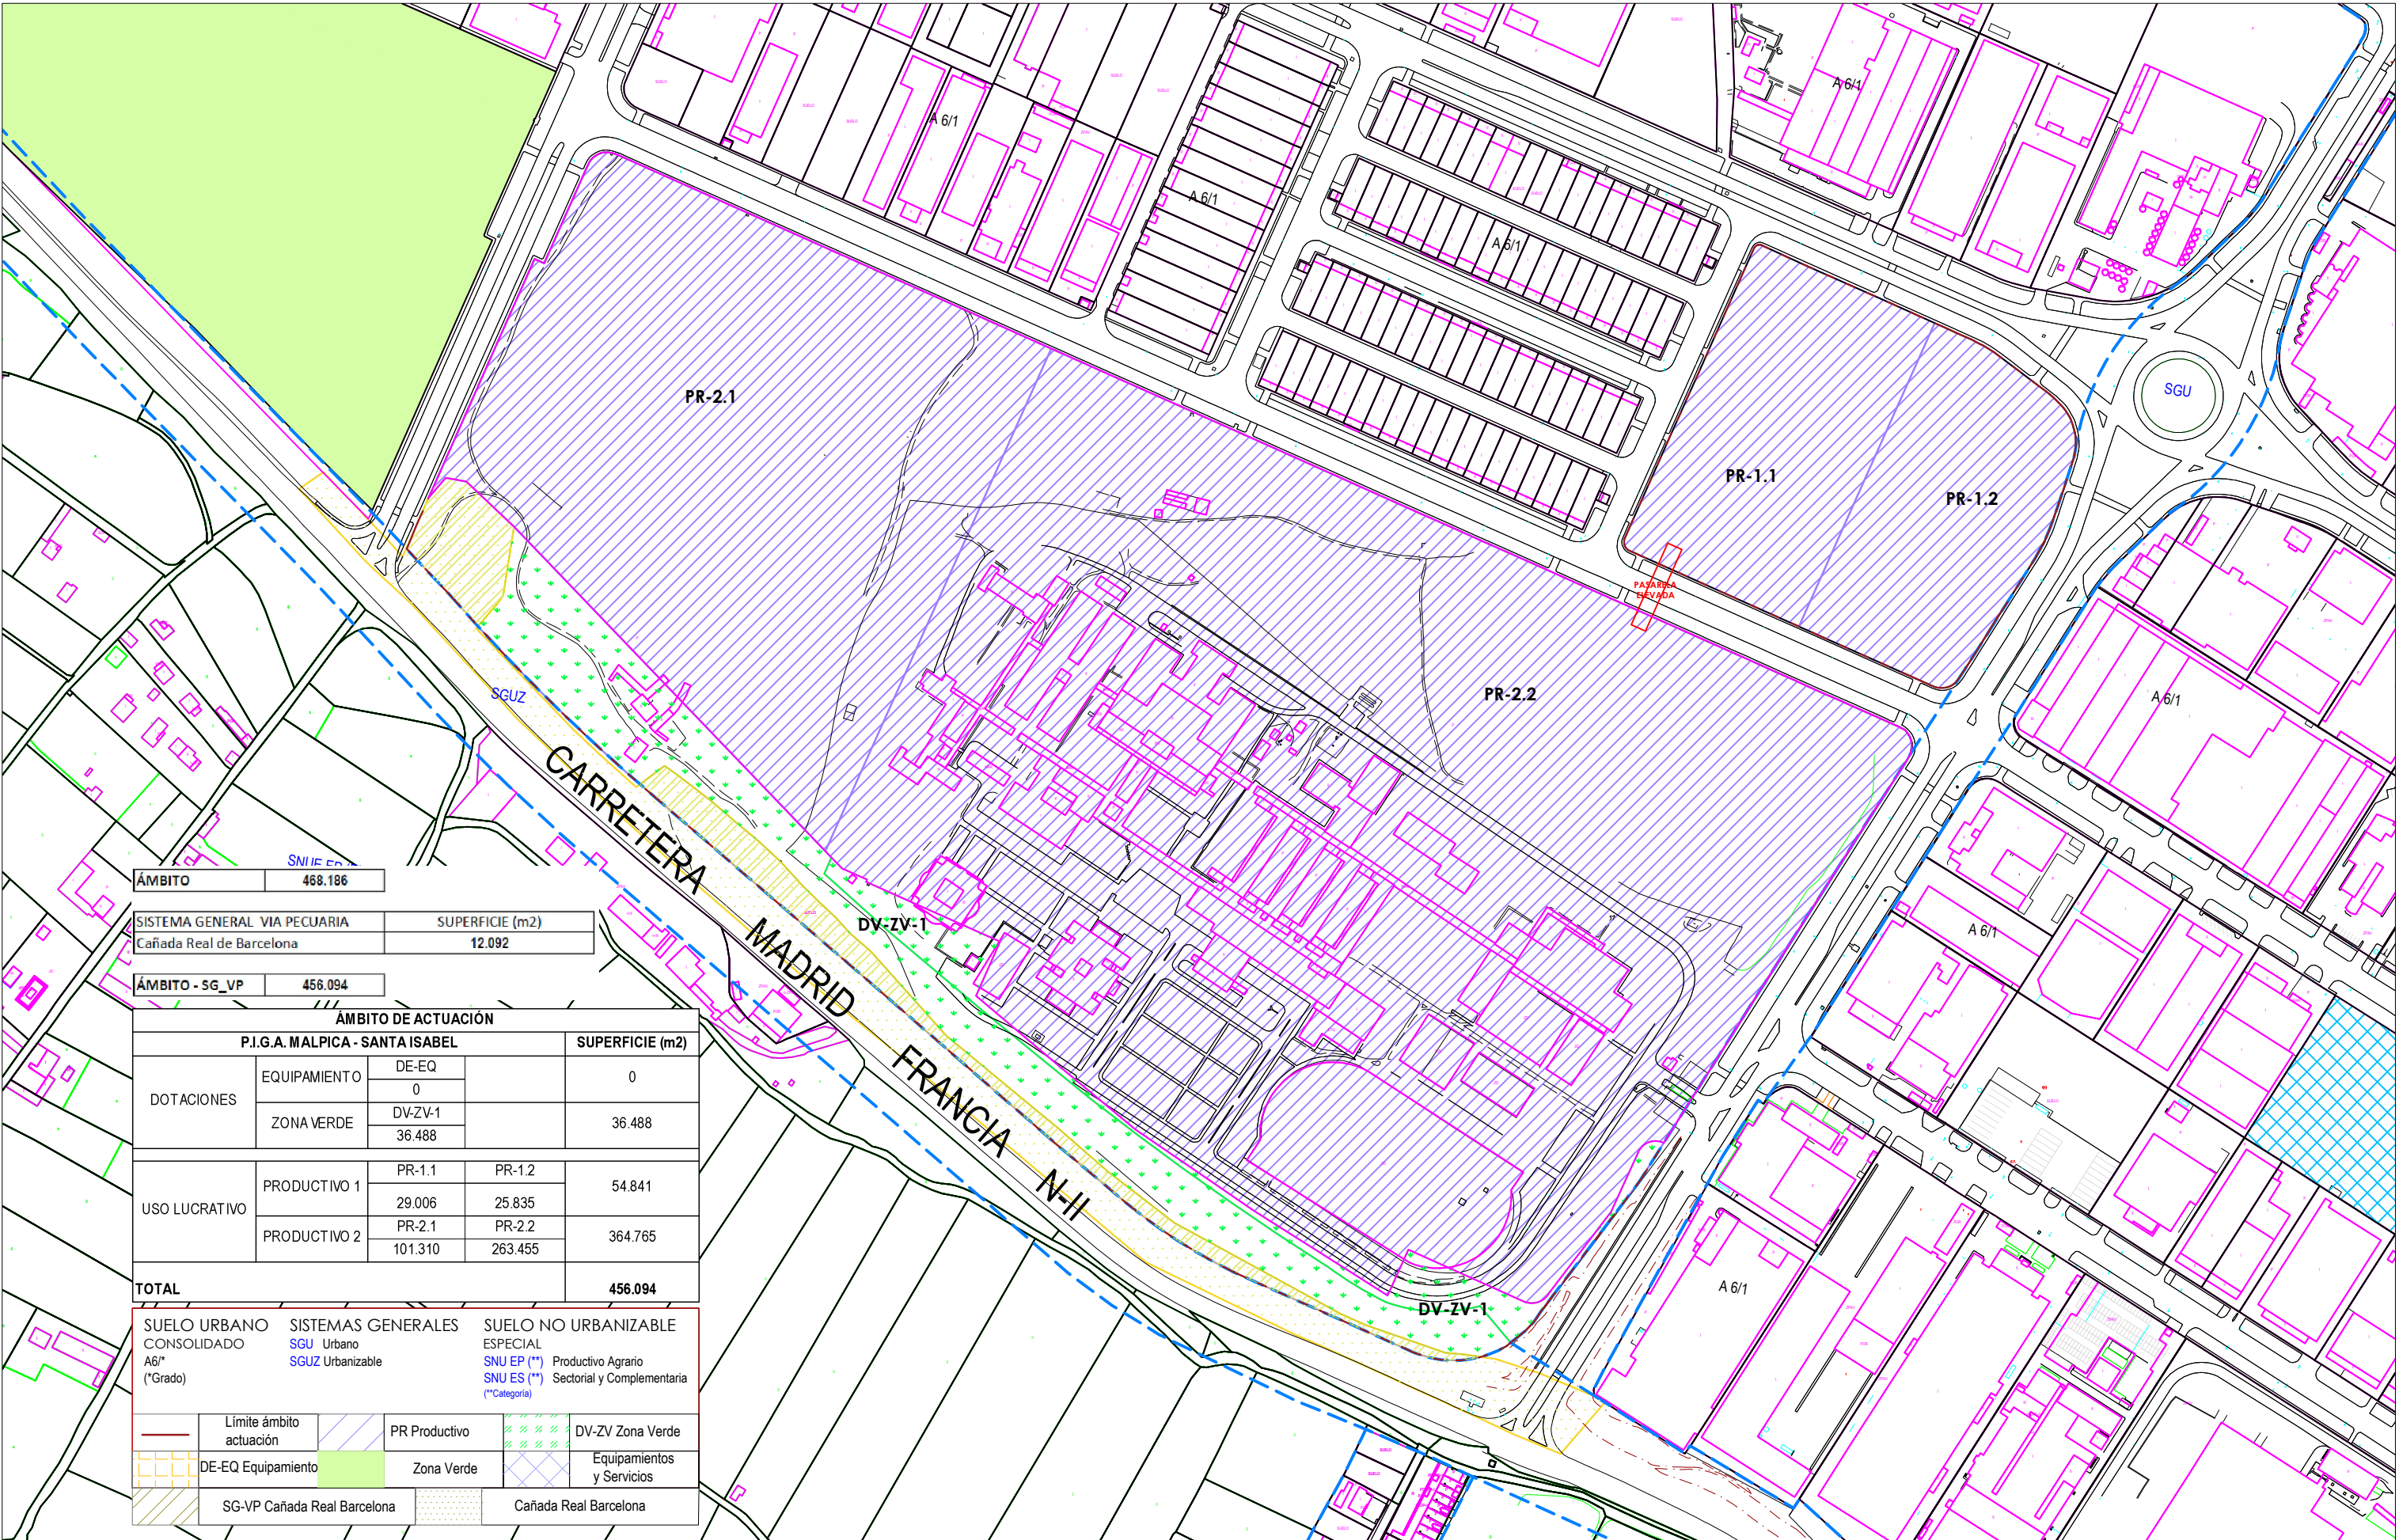 A 6/1
A 6/1
A 6/1
A 6/1
SGU
PR-2.1
PR-1.1
PR-1.2
PASARELA
ELEVADA
PR-2.2
SGUZ
A 6/1
CARRETERA MADRID FRANCIA N-II
DV-ZV-1
A 6/1
A 6/1
DV-ZV-1
ÁMBITO 468.186
SISTEMA GENERAL VIA PECUARIA SUPERFICIE (m2)
Cañada Real de Barcelona 12.092
ÁMBITO - SG_VP 456.094
ÁMBITO DE ACTUACIÓN
P.I.G.A. MALPICA - SANTA ISABEL SUPERFICIE (m2)
DOTACIONES EQUIPAMIENTO DE-EQ 0 0
ZONA VERDE DV-ZV-1 36.488 36.488
USO LUCRATIVO PRODUCTIVO 1 PR-1.1 PR-1.2 54.841
29.006 25.835
PRODUCTIVO 2 PR-2.1 PR-2.2 364.765
101.310 263.455
TOTAL 456.094
SUELO URBANO SISTEMAS GENERALES SUELO NO URBANIZABLE
CONSOLIDADO SGU Urbano ESPECIAL
A6/* SGUZ Urbanizable SNU EP (**) Productivo Agrario
(*Grado) SNU ES (**) Sectorial y Complementaria
(**Categoría)
Límite ámbito
actuación
PR Productivo
DV-ZV Zona Verde
DE-EQ Equipamiento
Zona Verde
Equipamientos
y Servicios
SG-VP Cañada Real Barcelona
Cañada Real Barcelona